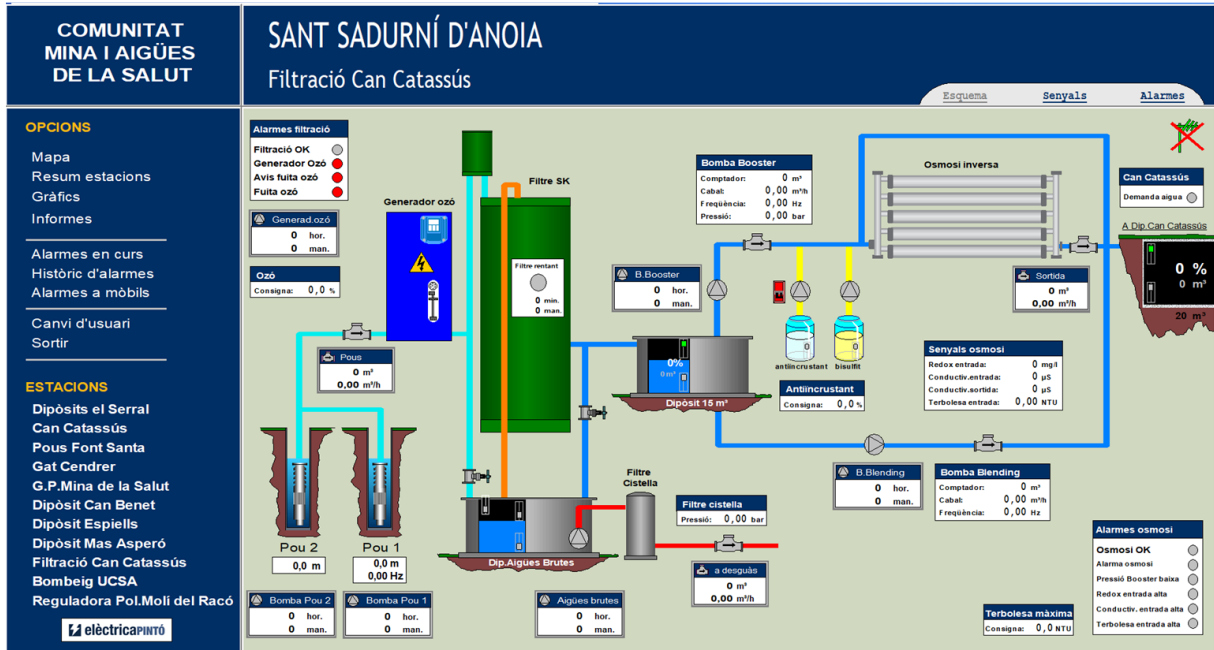 COMUNITAT
MINA I AIGÜES
DE LA SALUT
SANT SADURNÍ D'ANOIA
Filtració Can Catassús
Esquema Senyals Alarmes
OPCIONS
Mapa
Resum estacions
Gràfics
Informes
Alarmes en curs
Històric d'alarmes
Alarmes a mòbils
Canvi d'usuari
Sortir
ESTACIONS
Dipòsits el Serral
Can Catassús
Pous Font Santa
Gat Cendrer
G.P.Mina de la Salut
Dipòsit Can Benet
Dipòsit Espiells
Dipòsit Mas Asperó
Filtració Can Catassús
Bombeig UCSA
Reguladora Pol.Molí del Racó
elèctricaPINTÓ
Alarmes filtració
Filtració OK
Generador Ozó
Avis fuita ozó
Fuita ozó
Generad.ozó
0 hor.
0 man.
Ozó
Consigna: 0,0 %
Generador ozó
Filtre SK
Filtre rentant
0 min.
0 man.
Pous
0 m³
0,00 m³/h
Pou 2
0,0 m
Pou 1
0,0 m
0,00 Hz
Bomba Pou 2
0 hor.
0 man.
Bomba Pou 1
0 hor.
0 man.
Dip.Aigües Brutes
Aigües brutes
0 hor.
0 man.
Filtre
Cistella
Filtre cistella
Pressió: 0,00 bar
a desguàs
0 m³
0,00 m³/h
Bomba Booster
Comptador: 0 m³
Cabal: 0,00 m³/h
Freqüència: 0,00 Hz
Pressió: 0,00 bar
B.Booster
0 hor.
0 man.
0%
0 m³
Dipòsit 15 m³
0
antiincrustant
0
bisulfit
Antiïncrustant
Consigna: 0,0 %
Osmosi inversa
Sortida
0 m³
0,00 m³/h
Can Catassús
Demanda aigua
A Dip.Can Catassús
0 %
0 m³
20 m³
Senyals osmosi
Redox entrada: 0 mg/l
Conductiv.entrada: 0 µS
Conductiv.sortida: 0 µS
Terbolesa entrada: 0,00 NTU
B.Blending
0 hor.
0 man.
Bomba Blending
Comptador: 0 m³
Cabal: 0,00 m³/h
Freqüència: 0,00 Hz
Terbolesa màxima
Consigna: 0,0 NTU
Alarmes osmosi
Osmosi OK
Alarma osmosi
Pressió Booster baixa
Redox entrada alta
Conductiv. entrada alta
Terbolesa entrada alta